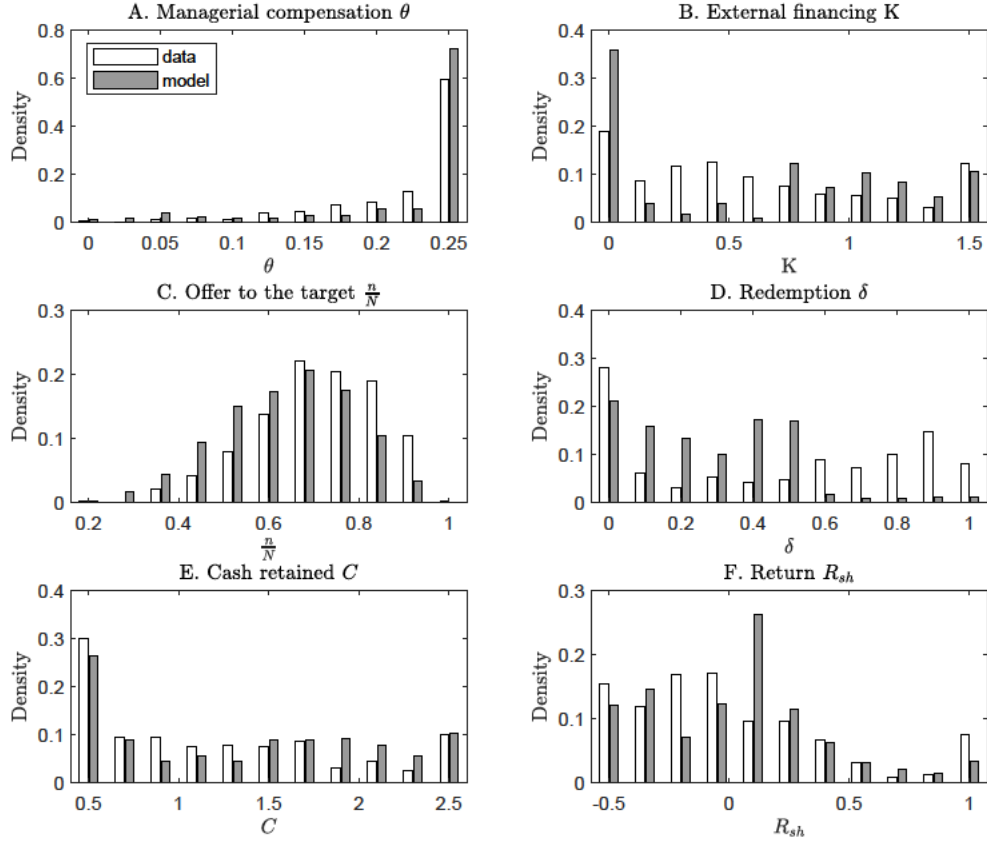 A. Managerial compensation θ
0.8
0.6
0.4
0.2
0
Density
data
model
0 0.05 0.1 0.15 0.2 0.25
θ
B. External financing K
0.4
0.3
0.2
0.1
0
Density
0 0.5 1 1.5
K
C. Offer to the target n/N
0.3
0.2
0.1
0
Density
0.2 0.4 0.6 0.8 1
n/N
D. Redemption δ
0.4
0.3
0.2
0.1
0
Density
0 0.2 0.4 0.6 0.8 1
δ
E. Cash retained C
0.4
0.3
0.2
0.1
0
Density
0.5 1 1.5 2 2.5
C
F. Return R_sh
0.3
0.2
0.1
0
Density
-0.5 0 0.5 1
R_sh